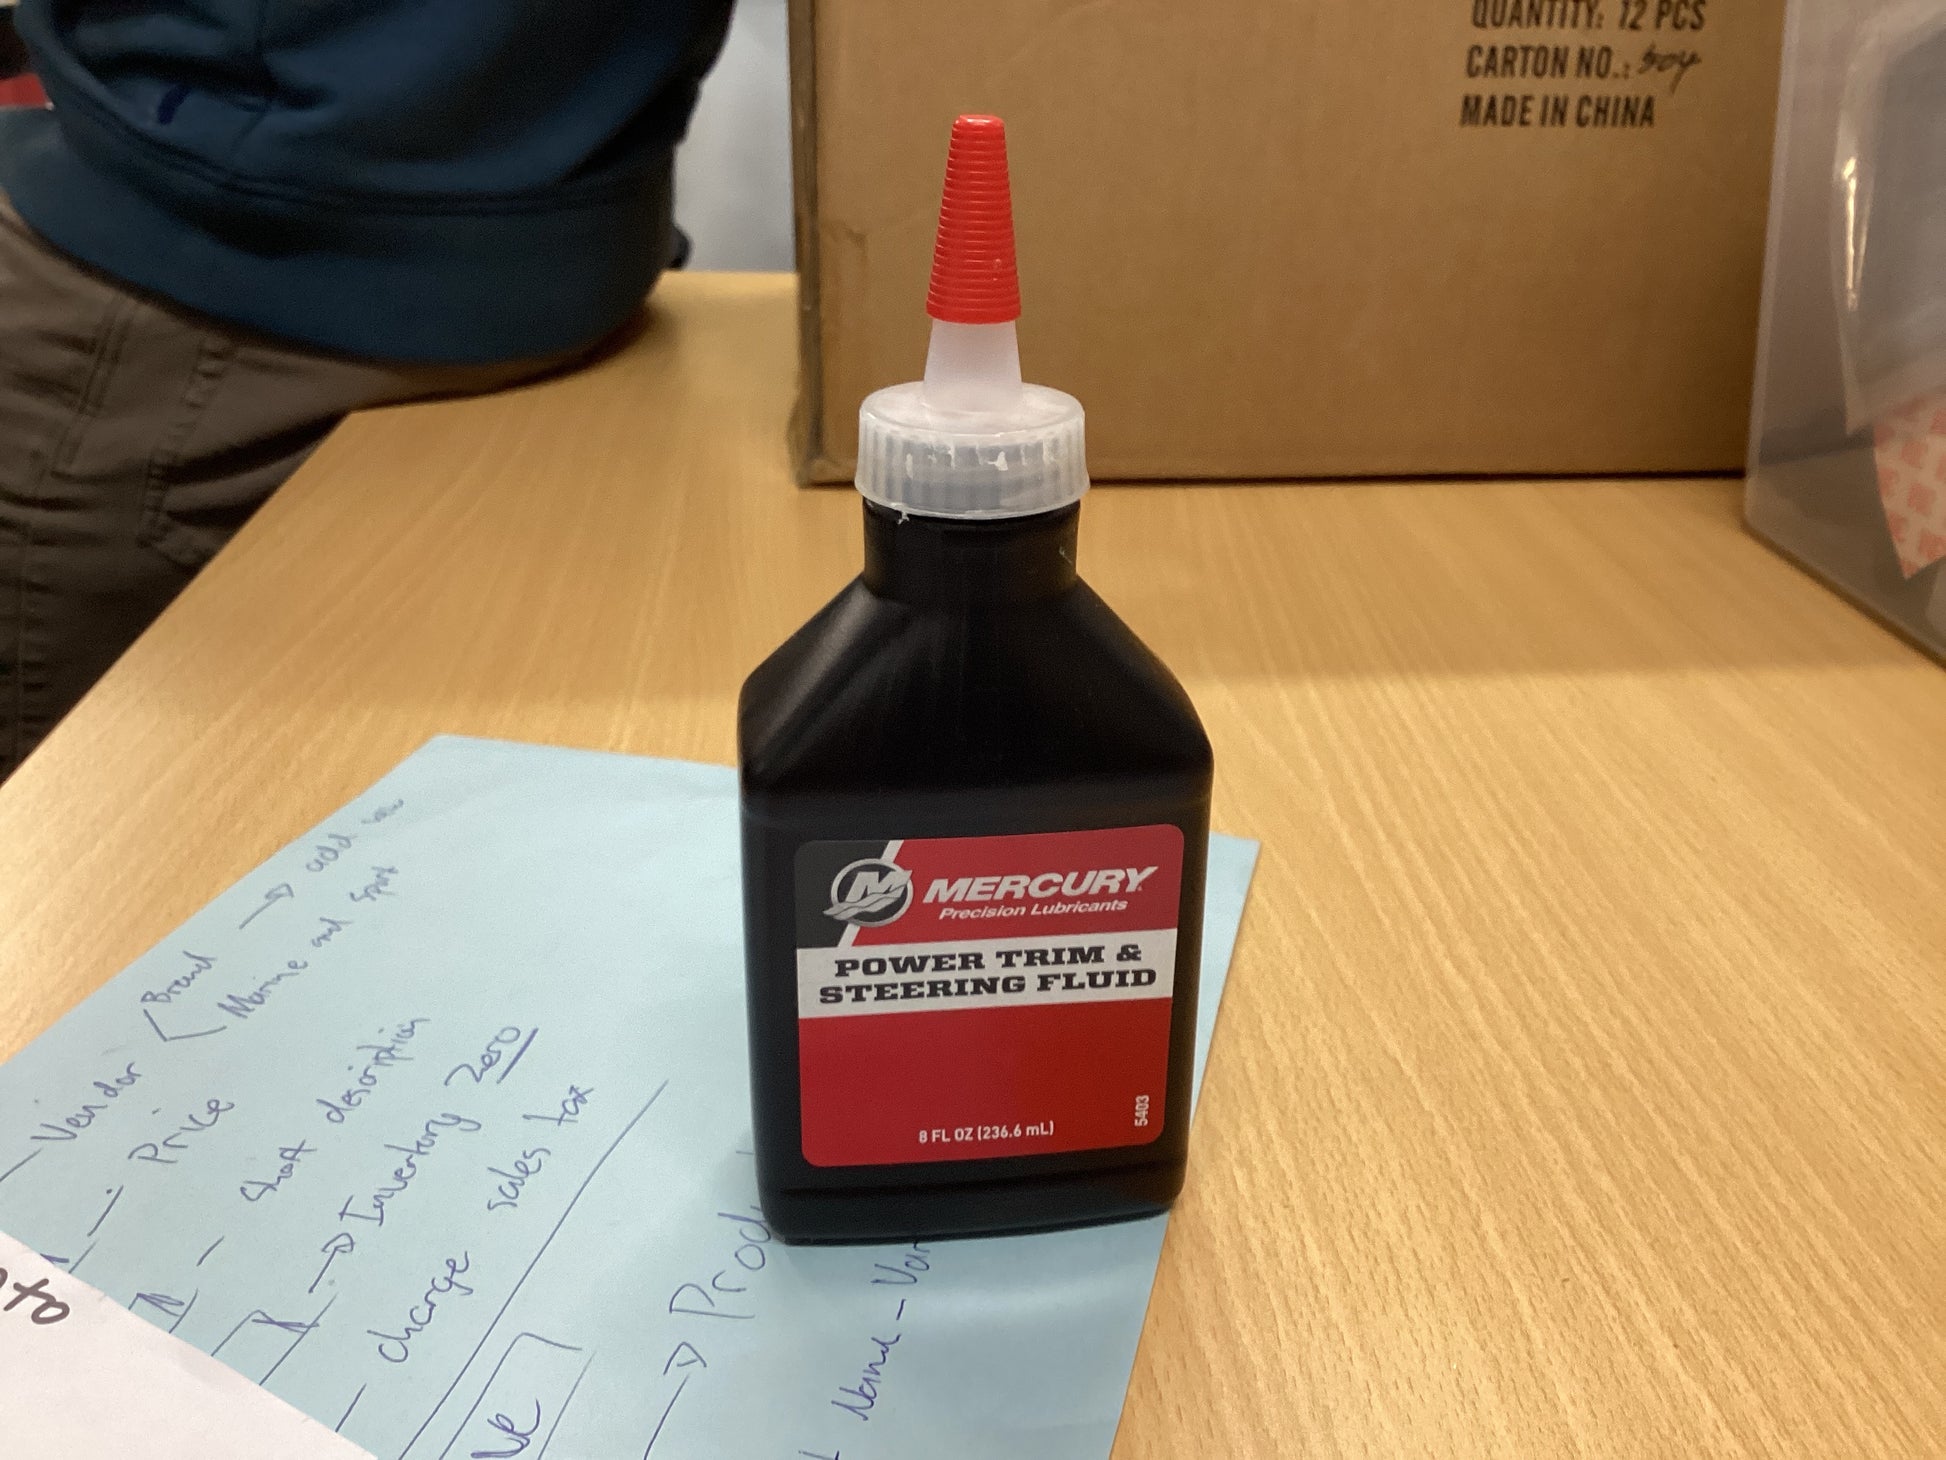 QUANTITY: 12 PCS
CARTON NO.:
MADE IN CHINA
MERCURY
Precision Lubricants
POWER TRIM &
STEERING FLUID
5403
8 FL OZ (236.6 mL)
Vendor
Brand → add
Marine and
Price
Short description
→ Inventory Zero
charge sales tax
→ Prod
Name -